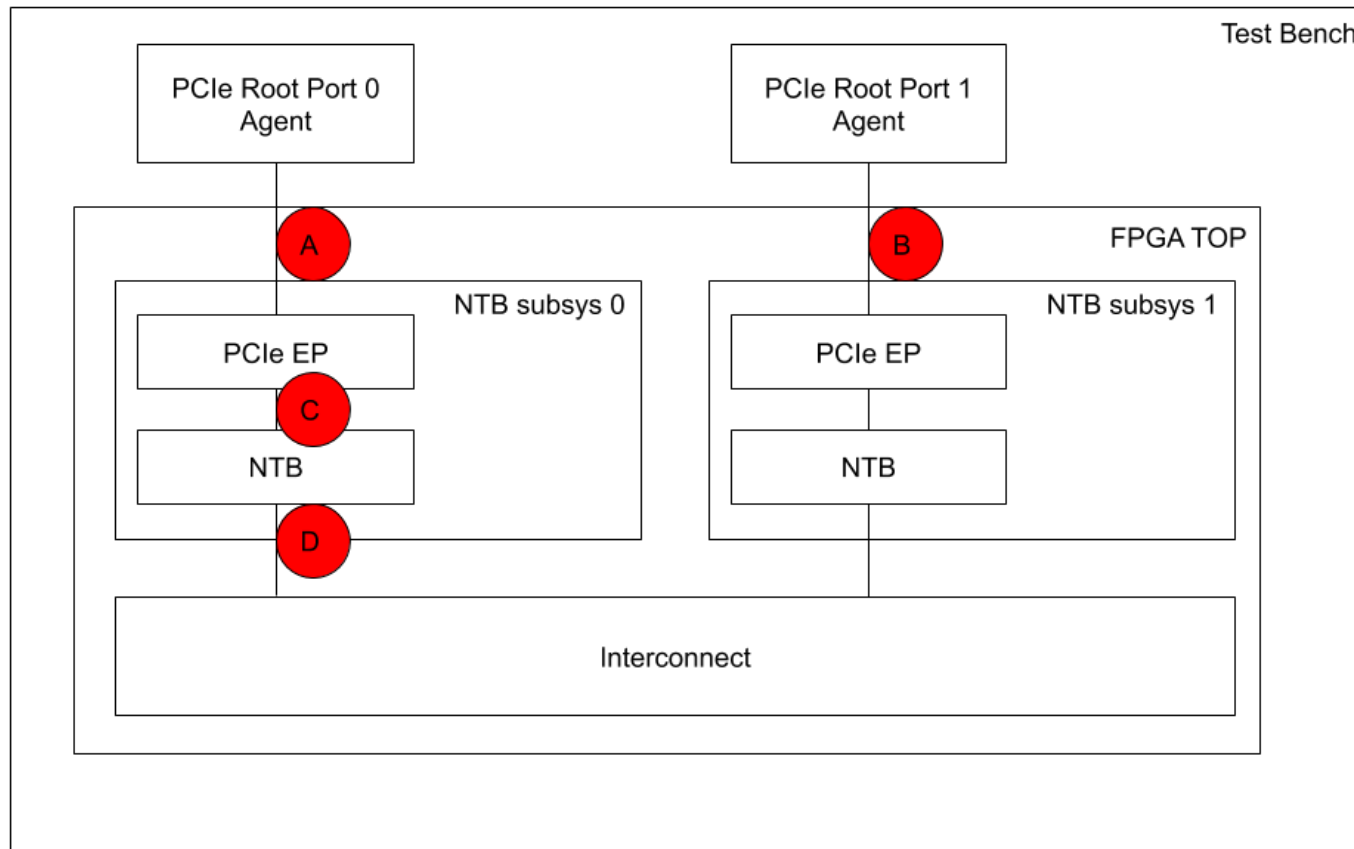 Test Bench
PCIe Root Port 0
Agent
PCIe Root Port 1
Agent
A
B
FPGA TOP
NTB subsys 0
NTB subsys 1
PCIe EP
PCIe EP
C
NTB
NTB
D
Interconnect